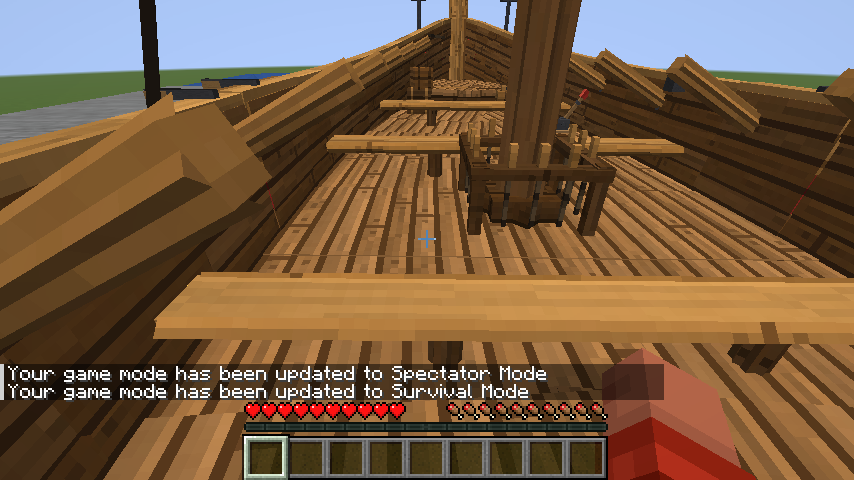 Your game mode has been updated to Spectator Mode
Your game mode has been updated to Survival Mode